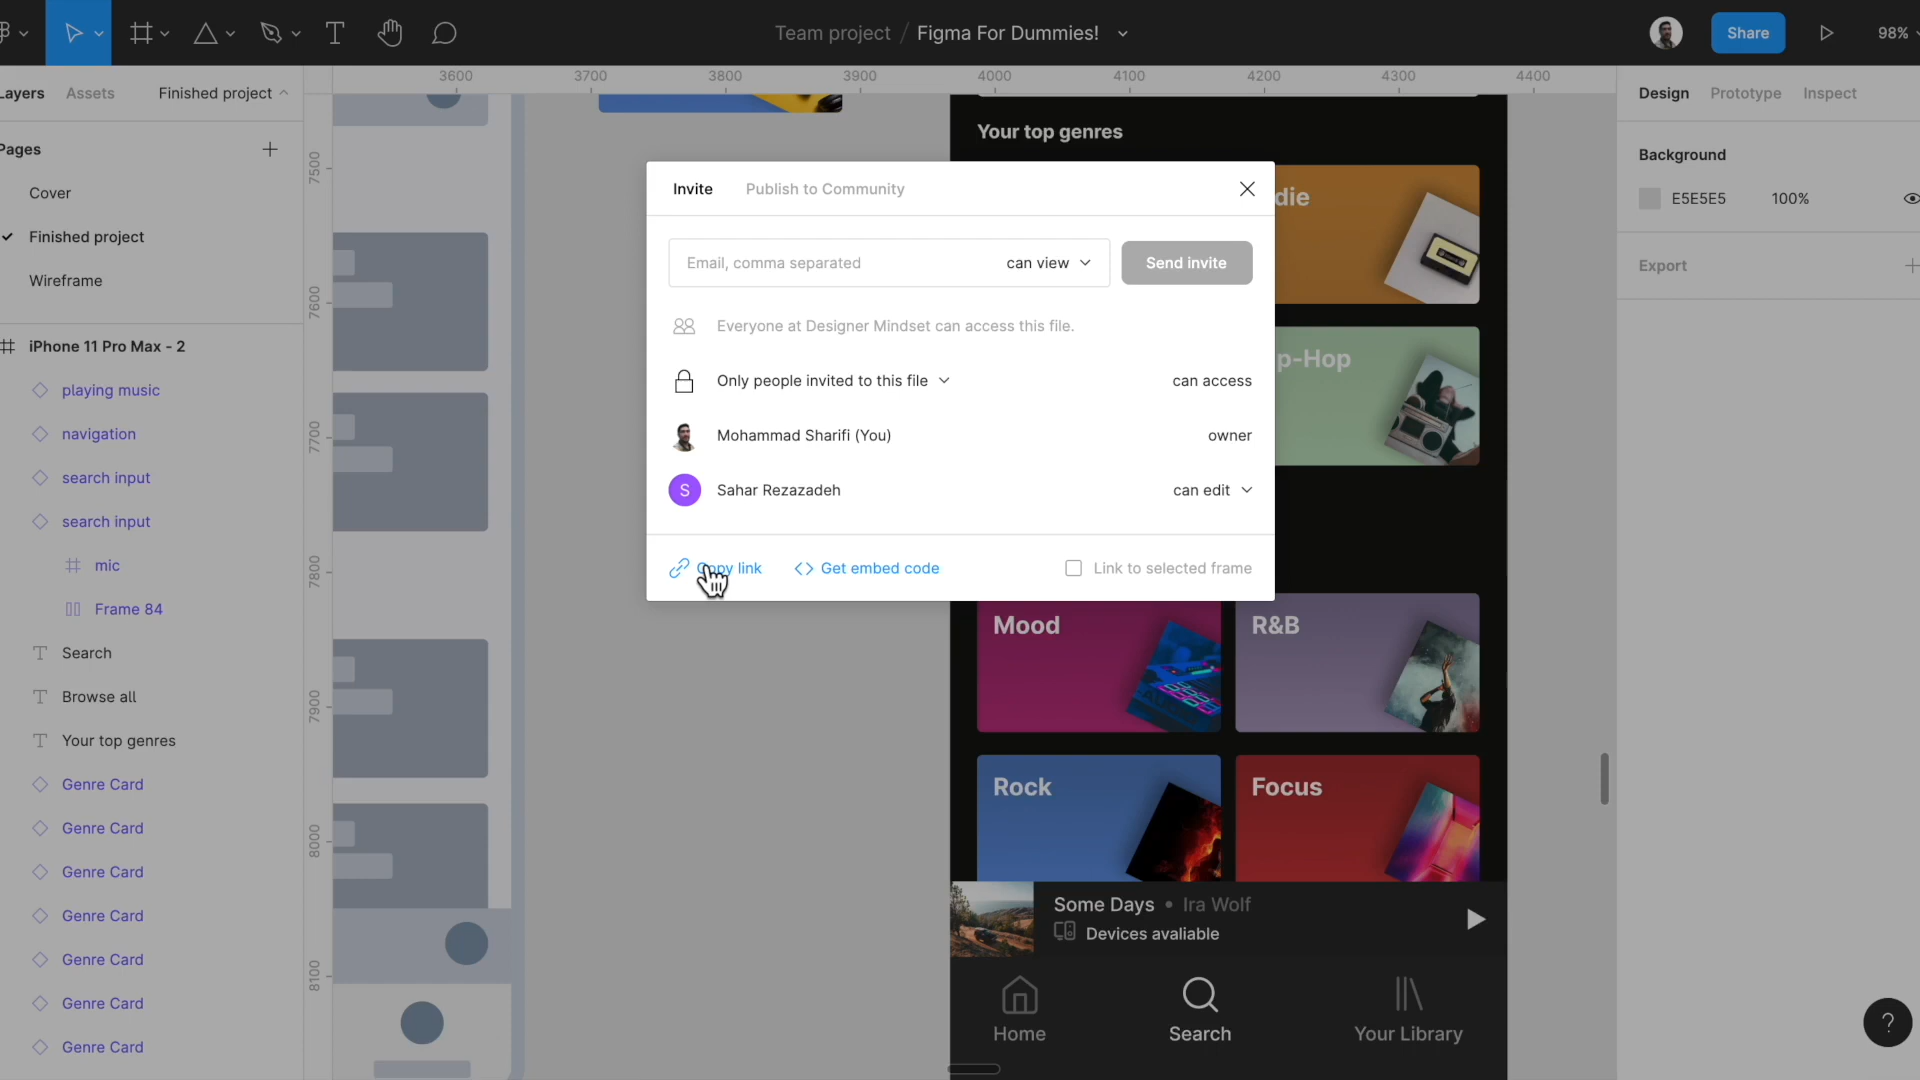 Team project / Figma For Dummies!
Share
98%
Layers Assets Finished project
3600 3700 3800 3900 4000 4100 4200 4300 4400
Design Prototype Inspect
Pages
Cover
Finished project
Wireframe
iPhone 11 Pro Max - 2
playing music
navigation
search input
search input
mic
Frame 84
Search
Browse all
Your top genres
Genre Card
Genre Card
Genre Card
Genre Card
Genre Card
Genre Card
Genre Card
7500
7600
7700
7800
7900
8000
8100
Your top genres
die
p-Hop
Invite Publish to Community
Email, comma separated can view Send invite
Everyone at Designer Mindset can access this file.
Only people invited to this file can access
Mohammad Sharifi (You) owner
S Sahar Rezazadeh can edit
Copy link <> Get embed code Link to selected frame
Mood R&B
Rock Focus
Some Days • Ira Wolf
Devices avaliable
Home Search Your Library
Background
E5E5E5 100%
Export
?